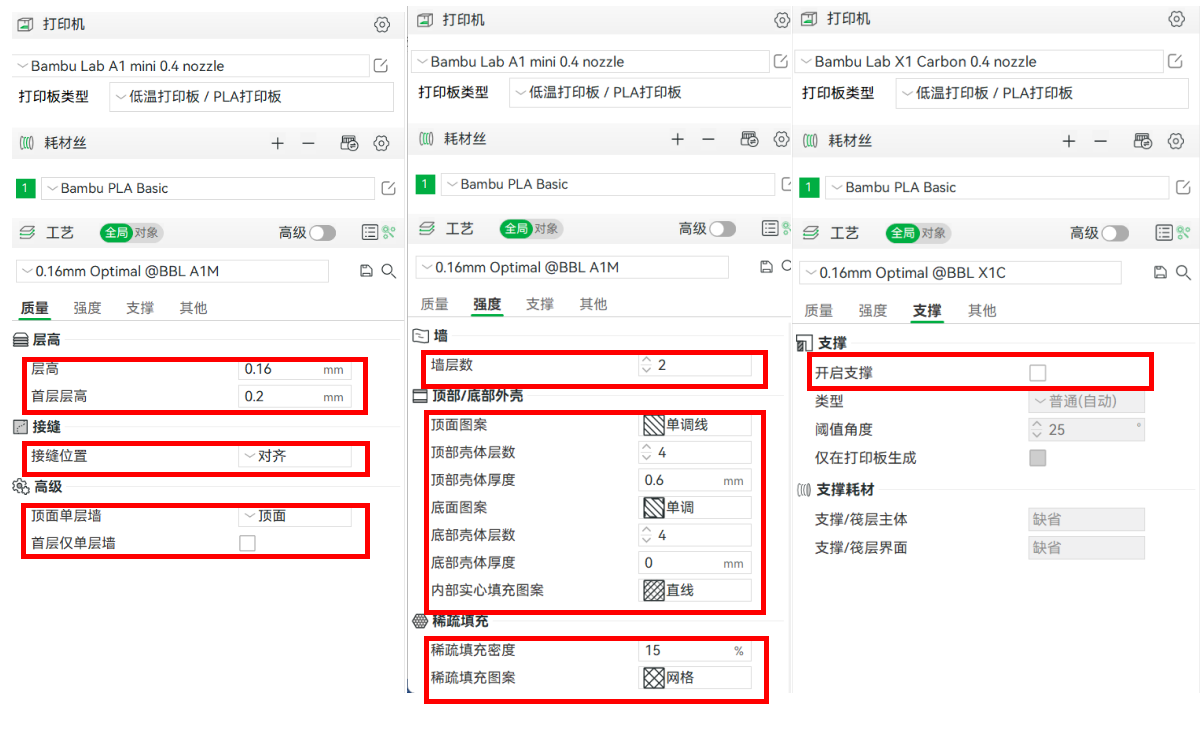 打印机
Bambu Lab A1 mini 0.4 nozzle
打印板类型 低温打印板 / PLA打印板
耗材丝
1 Bambu PLA Basic
工艺 全局 对象 高级
0.16mm Optimal @BBL A1M
质量 强度 支撑 其他
层高
层高 0.16 mm
首层层高 0.2 mm
接缝
接缝位置 对齐
高级
顶面单层墙 顶面
首层仅单层墙
打印机
Bambu Lab A1 mini 0.4 nozzle
打印板类型 低温打印板 / PLA打印板
耗材丝
1 Bambu PLA Basic
工艺 全局 对象 高级
0.16mm Optimal @BBL A1M
质量 强度 支撑 其他
墙
墙层数 2
顶部/底部外壳
顶面图案 单调线
顶部壳体层数 4
顶部壳体厚度 0.6 mm
底面图案 单调
底部壳体层数 4
底部壳体厚度 0 mm
内部实心填充图案 直线
稀疏填充
稀疏填充密度 15 %
稀疏填充图案 网格
打印机
Bambu Lab X1 Carbon 0.4 nozzle
打印板类型 低温打印板 / PLA打印板
耗材丝
1 Bambu PLA Basic
工艺 全局 对象 高级
0.16mm Optimal @BBL X1C
质量 强度 支撑 其他
支撑
开启支撑
类型 普通(自动)
阈值角度 25 °
仅在打印板生成
支撑耗材
支撑/筏层主体 缺省
支撑/筏层界面 缺省